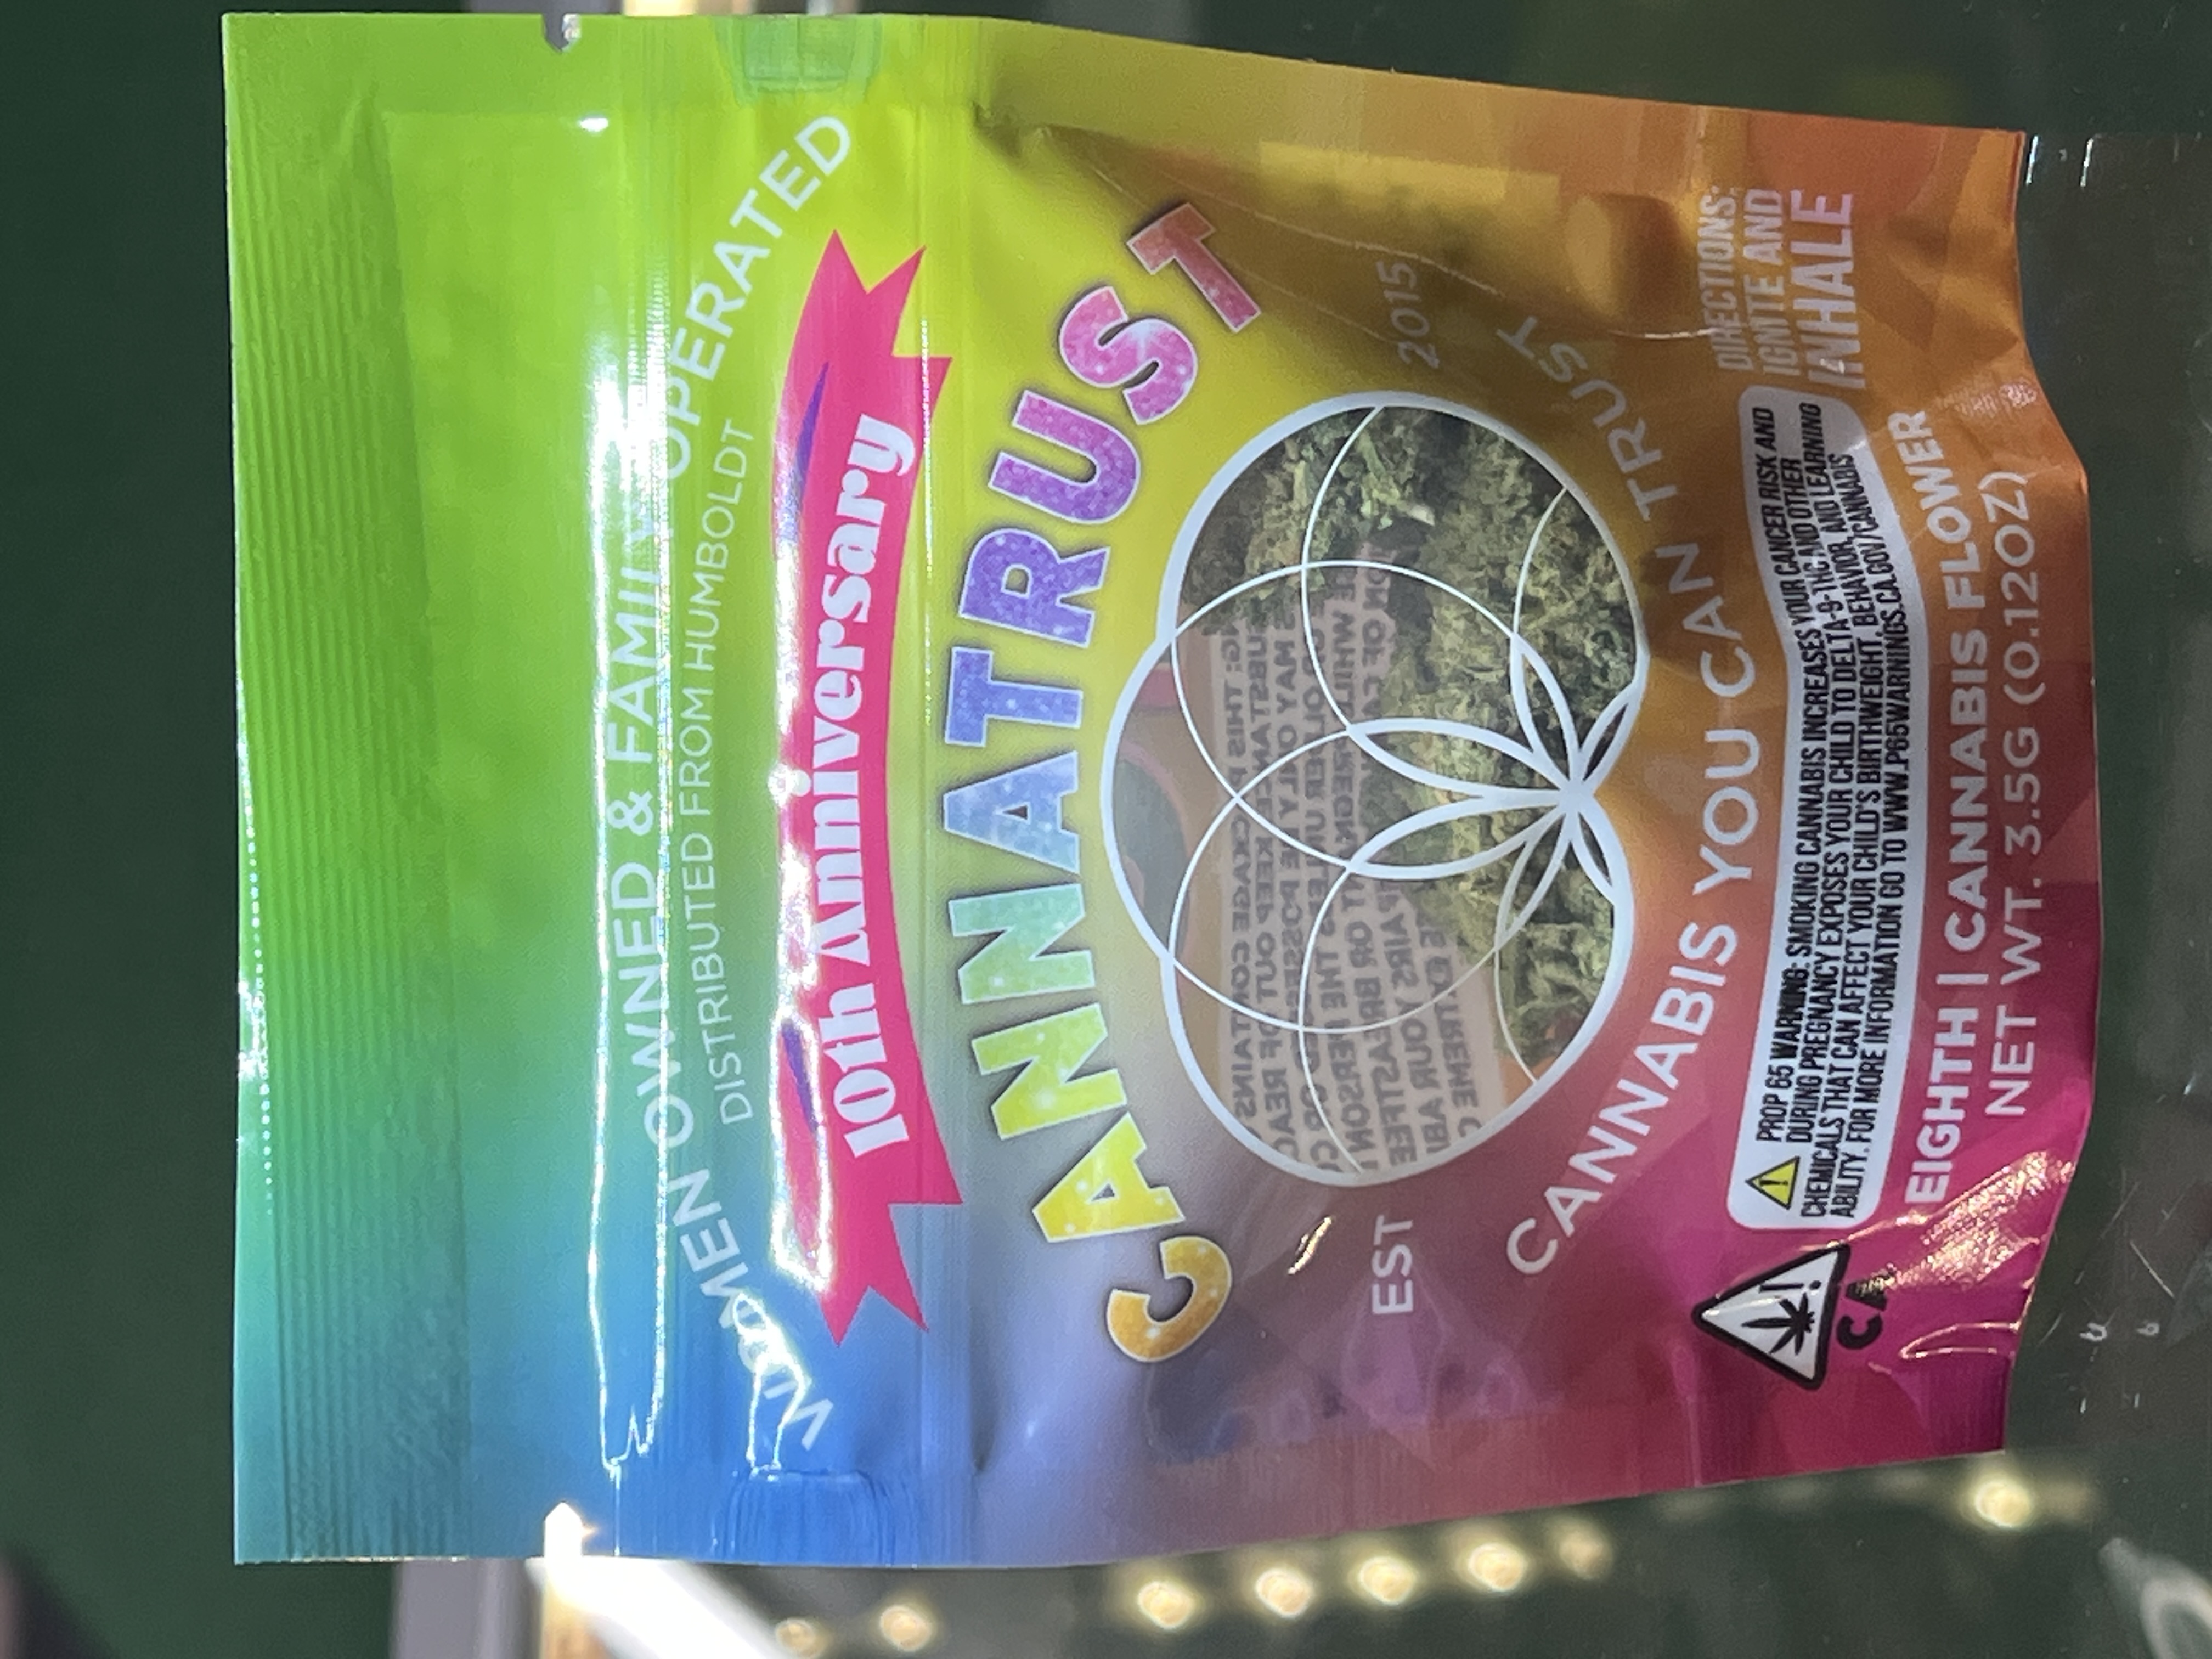 WOMEN OWNED & FAMILY OPERATED
DISTRIBUTED FROM HUMBOLDT
10th Anniversary
CANNATRUST
EST 2015
CANNABIS YOU CAN TRUST
DIRECTIONS:
IGNITE AND
INHALE
PROP 65 WARNING: SMOKING CANNABIS INCREASES YOUR CANCER RISK AND
DURING PREGNANCY EXPOSES YOUR CHILD TO DELTA-9-THC AND OTHER
CHEMICALS THAT CAN AFFECT YOUR CHILD'S BIRTHWEIGHT, BEHAVIOR, AND LEARNING
ABILITY. FOR MORE INFORMATION GO TO WWW.P65WARNINGS.CA.GOV/CANNABIS
CA
EIGHTH | CANNABIS FLOWER
NET WT. 3.5G (0.12OZ)